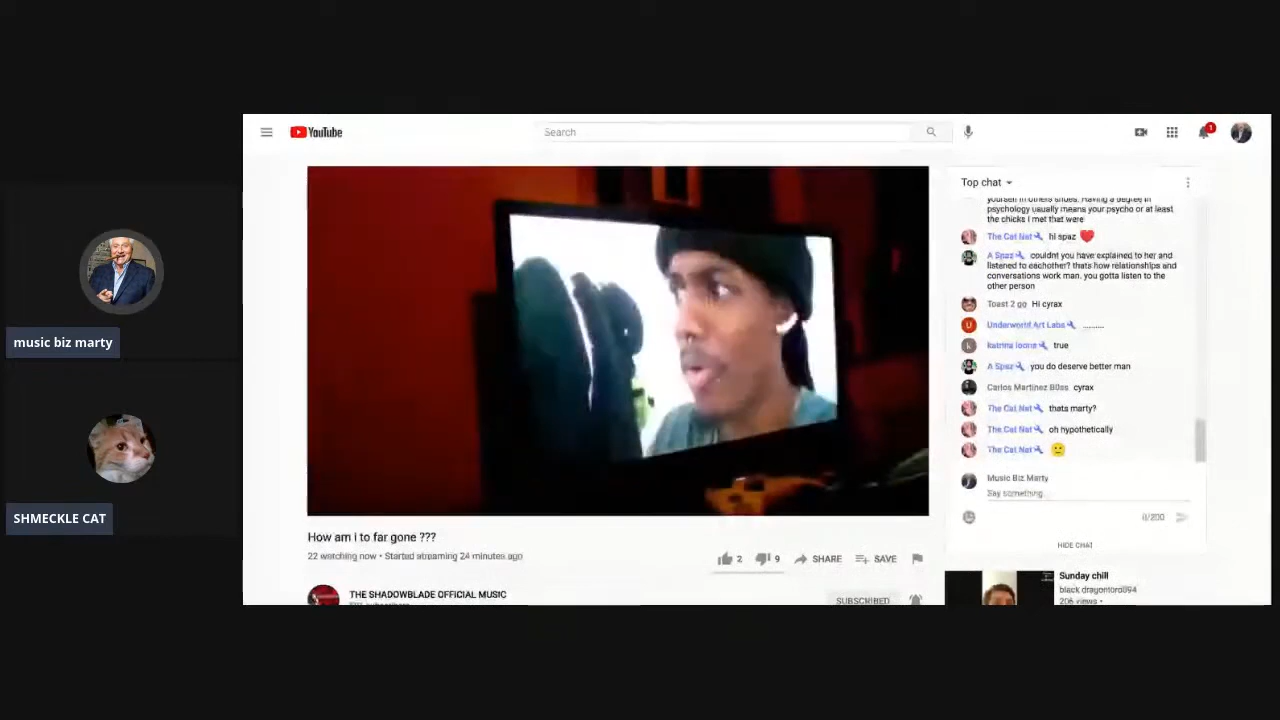 YouTube
Search
1
Top chat
yourself in others shoes. Having a degree in
psychology usually means your psycho or at least
the chicks I met that were
The Cat Nat hi spaz
A Spaz couldnt you have explained to her and
listened to eachother? thats how relationships and
conversations work man. you gotta listen to the
other person
Toast 2 go Hi cyrax
U Underworld Art Labs ..........
k katrina loons true
A Spaz you do deserve better man
Carlos Martinez B0ss cyrax
The Cat Nat thats marty?
The Cat Nat oh hypothetically
The Cat Nat
Music Biz Marty
Say something...
0/200
HIDE CHAT
music biz marty
SHMECKLE CAT
How am i to far gone ???
22 watching now • Started streaming 24 minutes ago
2 9 SHARE SAVE
THE SHADOWBLADE OFFICIAL MUSIC
SUBSCRIBED
Sunday chill
206 views •